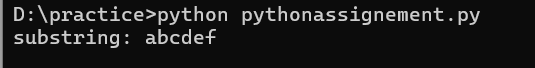 D:\practice>python pythonassignement.py
substring: abcdef